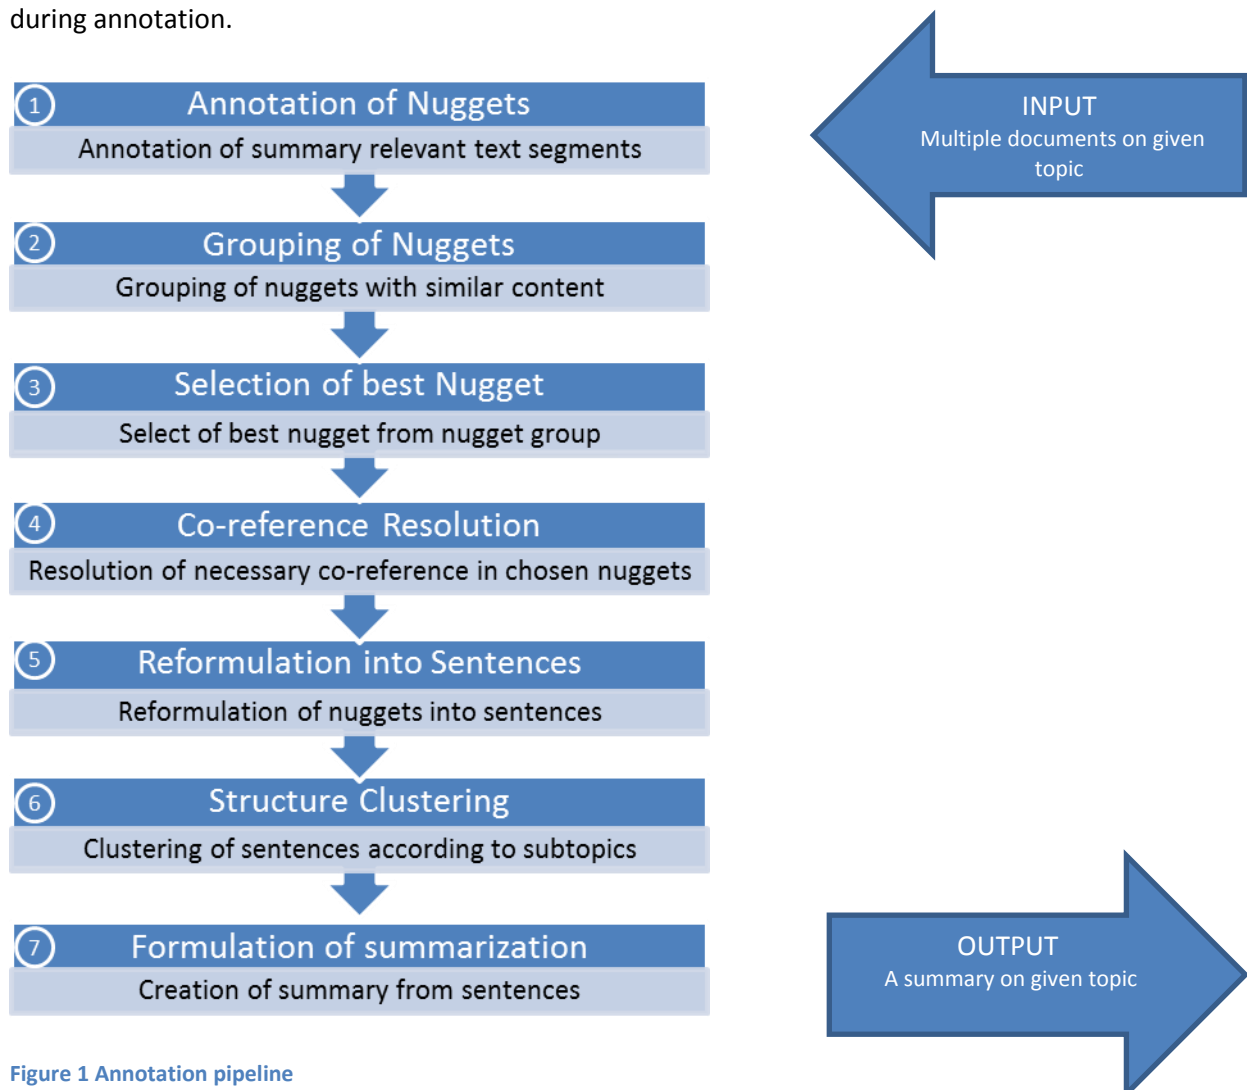 during annotation.
1 Annotation of Nuggets
Annotation of summary relevant text segments
INPUT
Multiple documents on given
topic
2 Grouping of Nuggets
Grouping of nuggets with similar content
3 Selection of best Nugget
Select of best nugget from nugget group
4 Co-reference Resolution
Resolution of necessary co-reference in chosen nuggets
5 Reformulation into Sentences
Reformulation of nuggets into sentences
6 Structure Clustering
Clustering of sentences according to subtopics
7 Formulation of summarization
Creation of summary from sentences
OUTPUT
A summary on given topic
Figure 1 Annotation pipeline